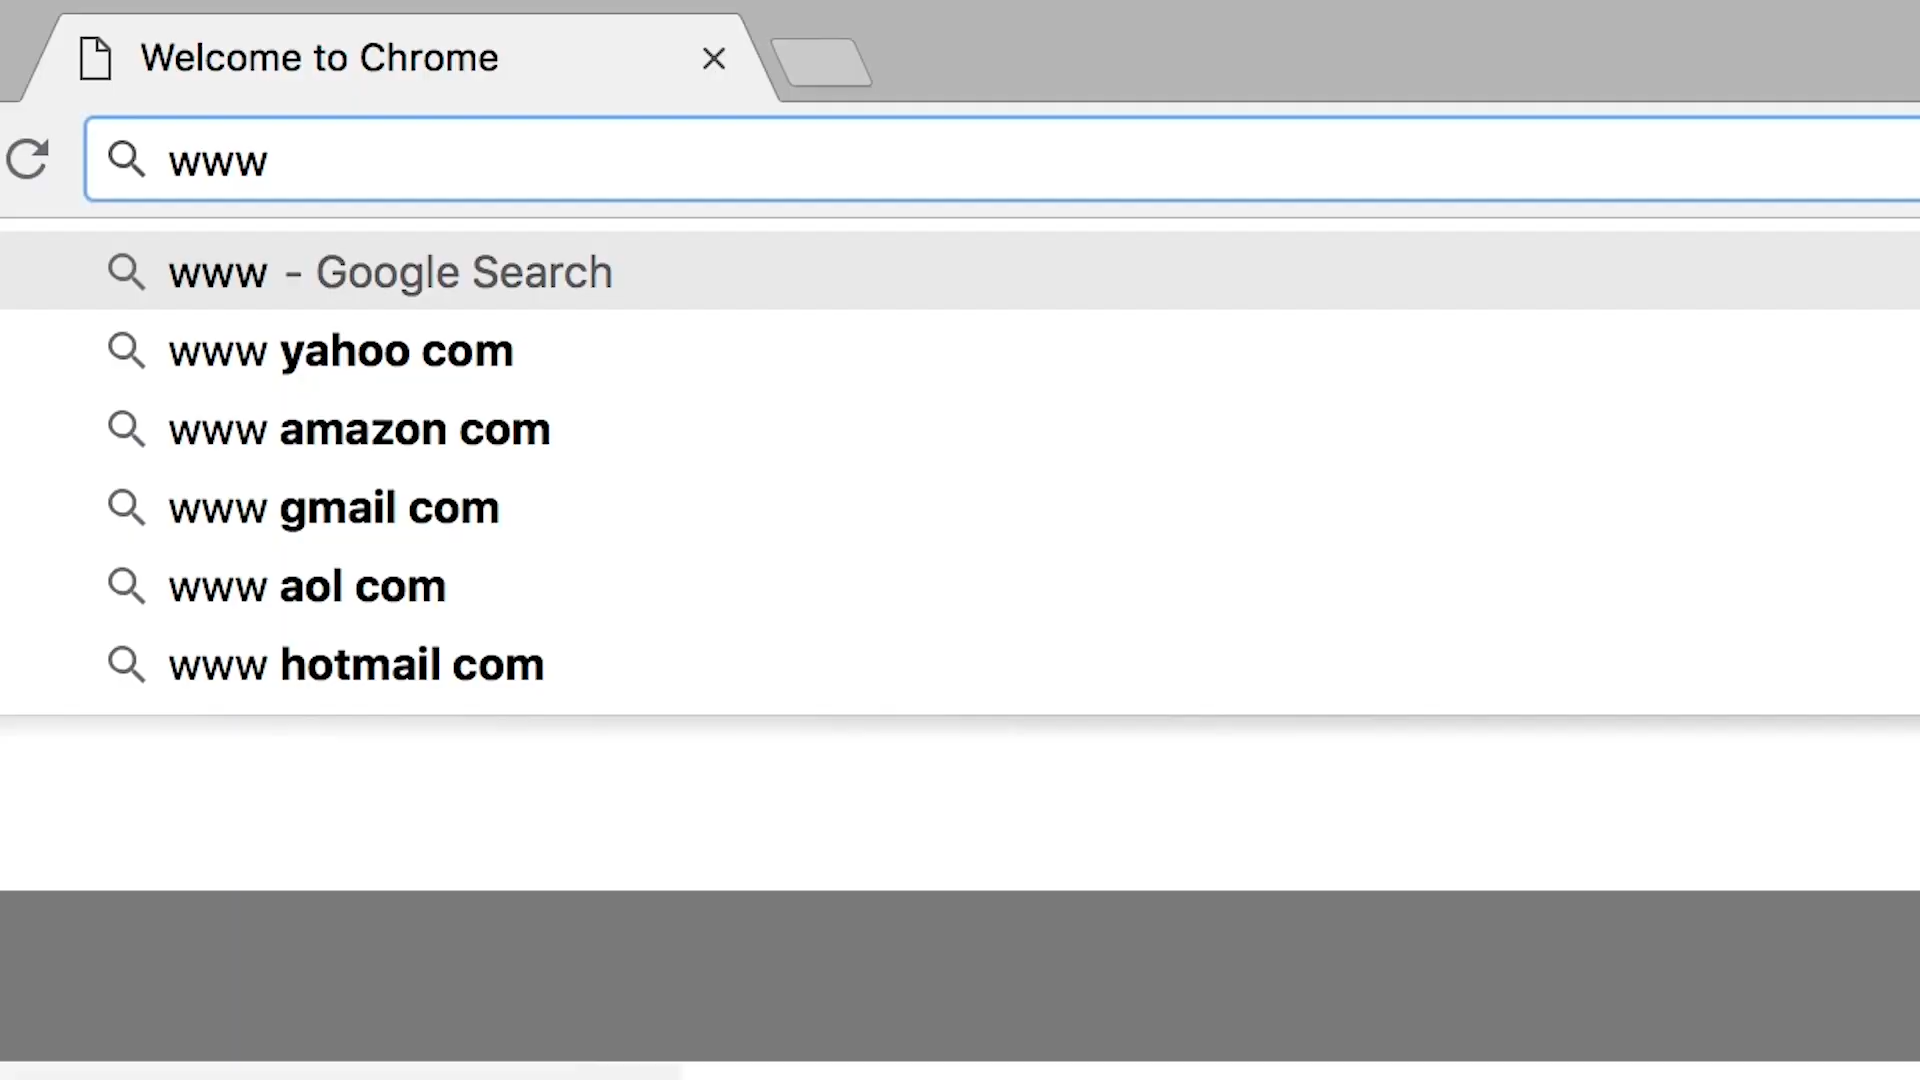 Welcome to Chrome
www
www - Google Search
www yahoo com
www amazon com
www gmail com
www aol com
www hotmail com